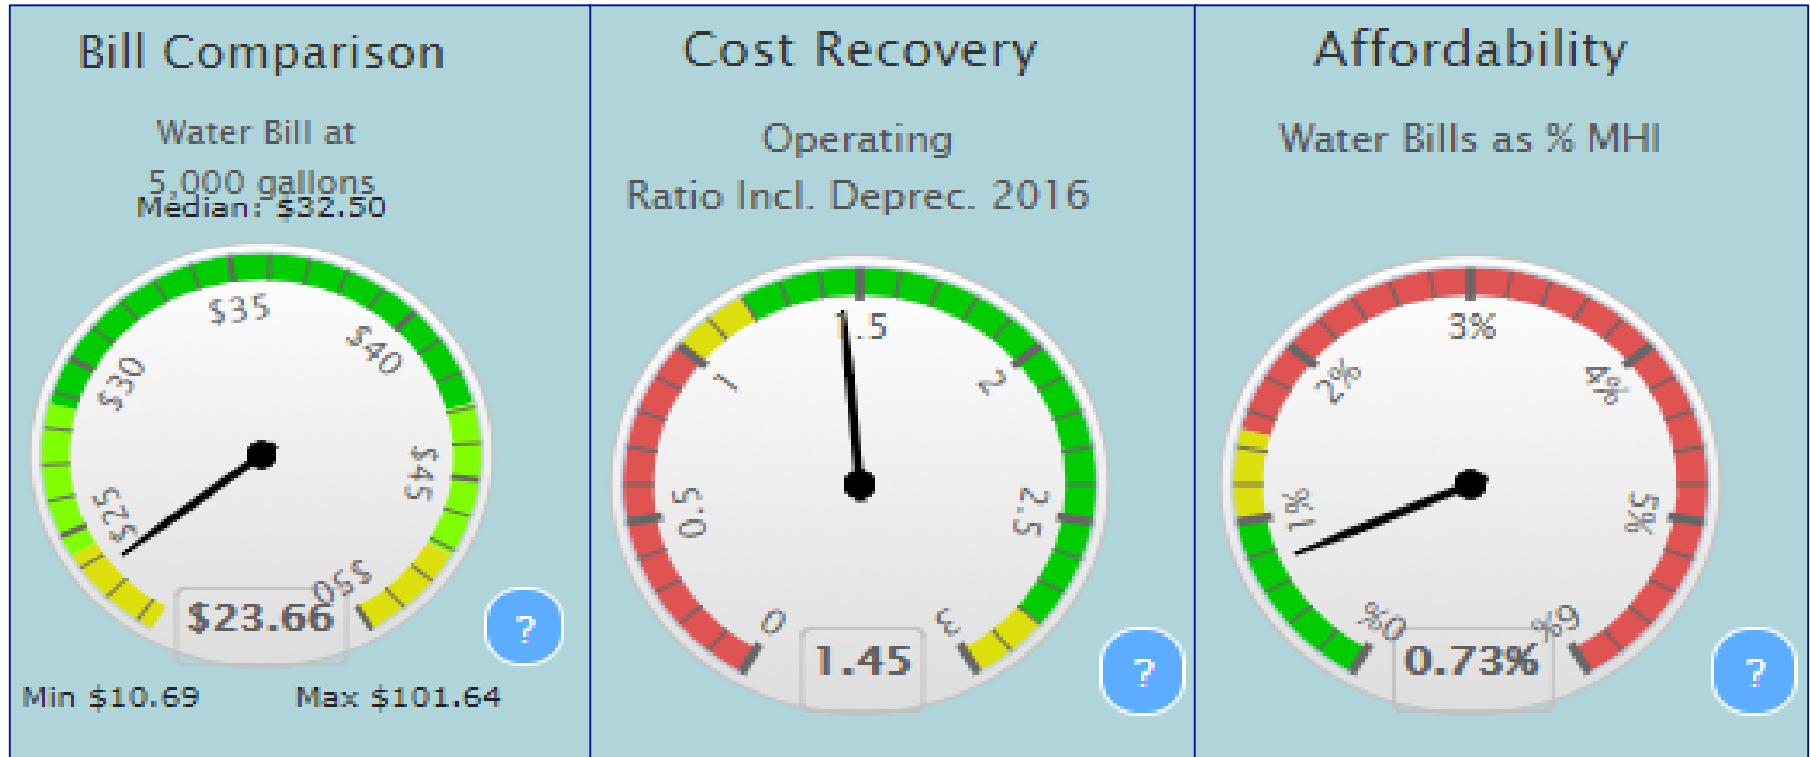 Bill Comparison
Water Bill at
5,000 gallons
Median: $32.50
$25
$30
$35
$40
$45
$50
$23.66
?
Min $10.69
Max $101.64
Cost Recovery
Operating
Ratio Incl. Deprec. 2016
0
0.5
1
1.5
2
2.5
3
1.45
?
Affordability
Water Bills as % MHI
0%
1%
2%
3%
4%
5%
6%
0.73%
?